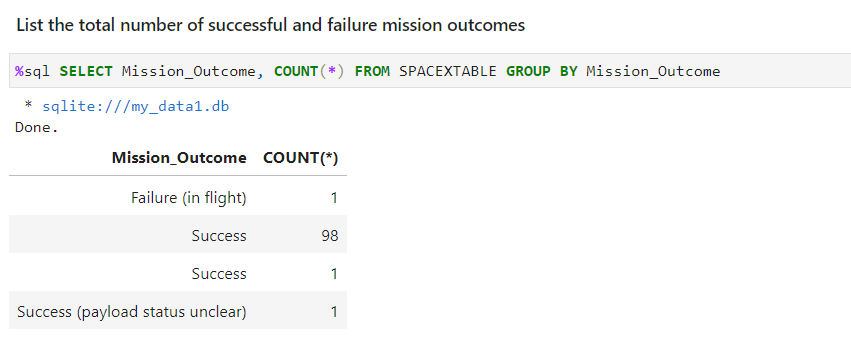 List the total number of successful and failure mission outcomes
%sql SELECT Mission_Outcome, COUNT(*) FROM SPACEXTABLE GROUP BY Mission_Outcome
* sqlite:///my_data1.db
Done.
Mission_Outcome COUNT(*)
Failure (in flight) 1
Success 98
Success 1
Success (payload status unclear) 1